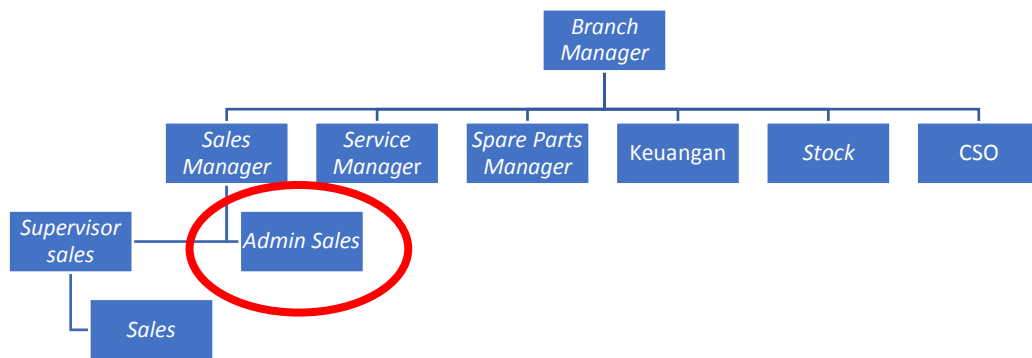 Branch
Manager
Sales
Manager
Service
Manager
Spare Parts
Manager
Keuangan
Stock
CSO
Supervisor
sales
Admin Sales
Sales